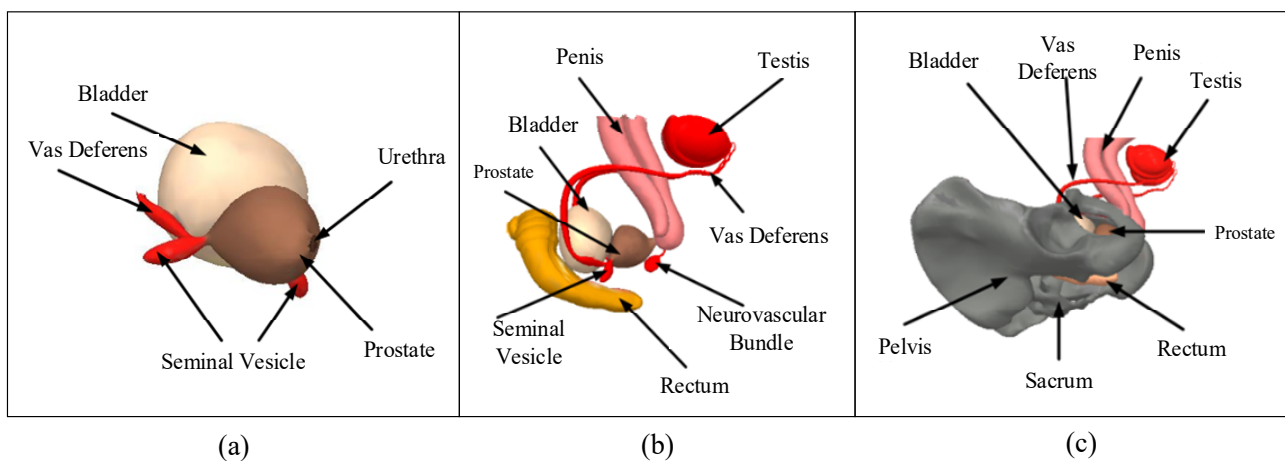 Bladder
Vas Deferens
Urethra
Seminal Vesicle
Prostate
(a)
Penis
Testis
Bladder
Prostate
Vas Deferens
Seminal
Vesicle
Neurovascular
Bundle
Rectum
(b)
Vas
Deferens
Penis
Bladder
Testis
Prostate
Pelvis
Rectum
Sacrum
(c)